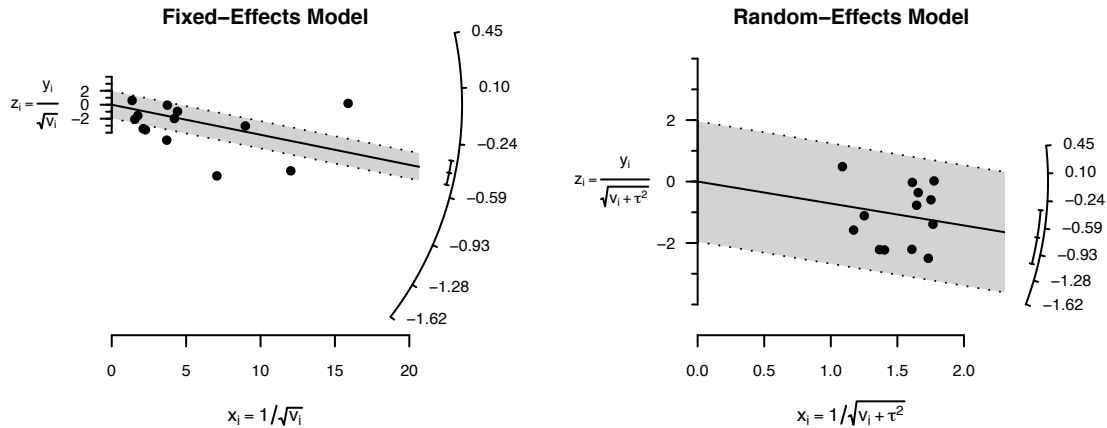 Fixed−Effects Model
zᵢ = yᵢ / √vᵢ
2
0
−2
0.45
0.10
−0.24
−0.59
−0.93
−1.28
−1.62
0 5 10 15 20
xᵢ = 1/√vᵢ
Random−Effects Model
zᵢ = yᵢ / √(vᵢ + τ²)
2
0
−2
0.45
0.10
−0.24
−0.59
−0.93
−1.28
−1.62
0.0 0.5 1.0 1.5 2.0
xᵢ = 1/√(vᵢ + τ²)